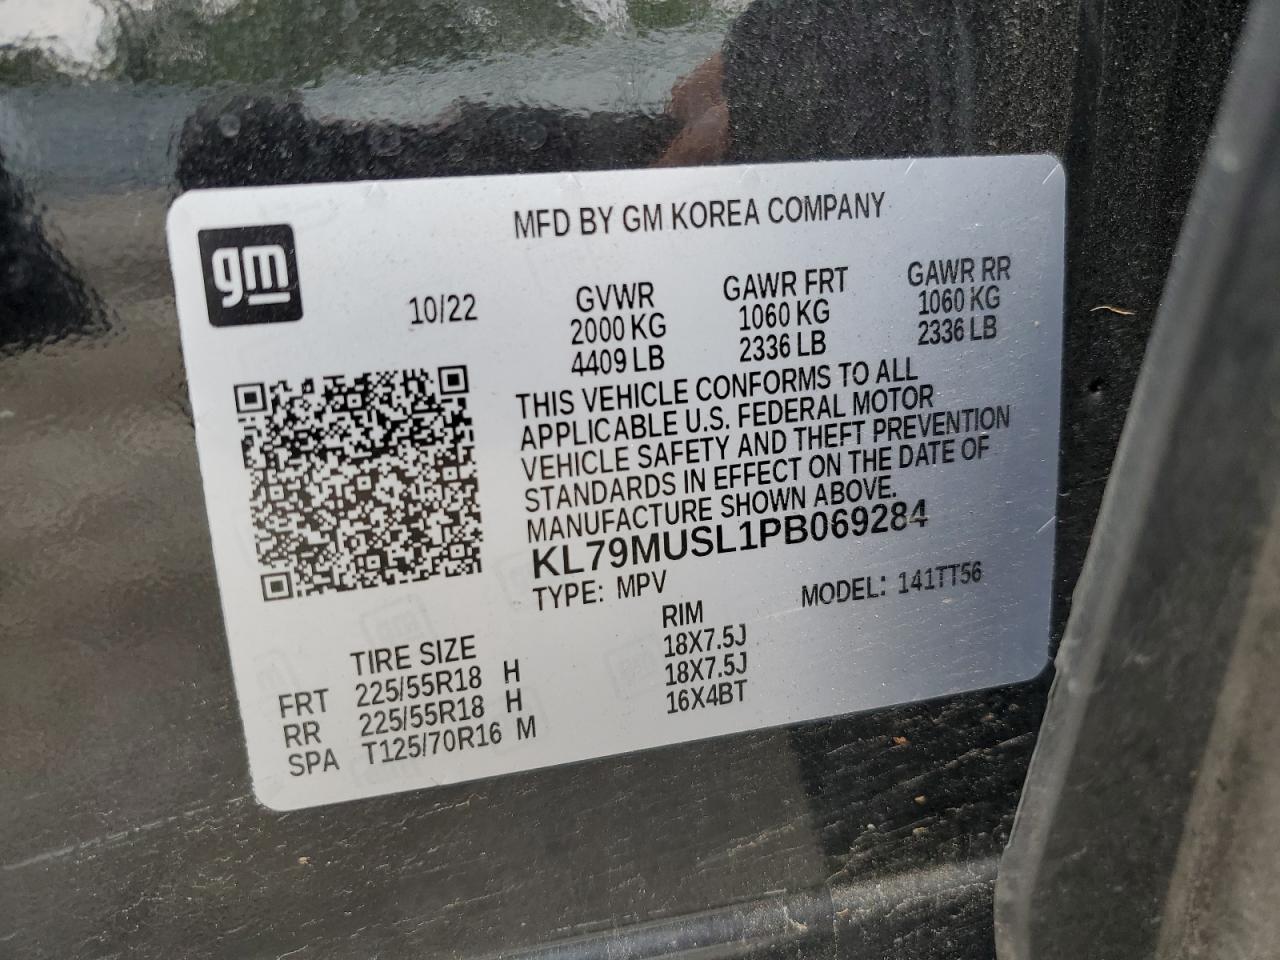 MFD BY GM KOREA COMPANY
gm
10/22
GVWR GAWR FRT GAWR RR
2000 KG 1060 KG 1060 KG
4409 LB 2336 LB 2336 LB
THIS VEHICLE CONFORMS TO ALL
APPLICABLE U.S. FEDERAL MOTOR
VEHICLE SAFETY AND THEFT PREVENTION
STANDARDS IN EFFECT ON THE DATE OF
MANUFACTURE SHOWN ABOVE.
KL79MUSL1PB069284
TYPE: MPV MODEL: 141TT56
TIRE SIZE RIM
FRT 225/55R18 H 18X7.5J
RR 225/55R18 H 18X7.5J
SPA T125/70R16 M 16X4BT